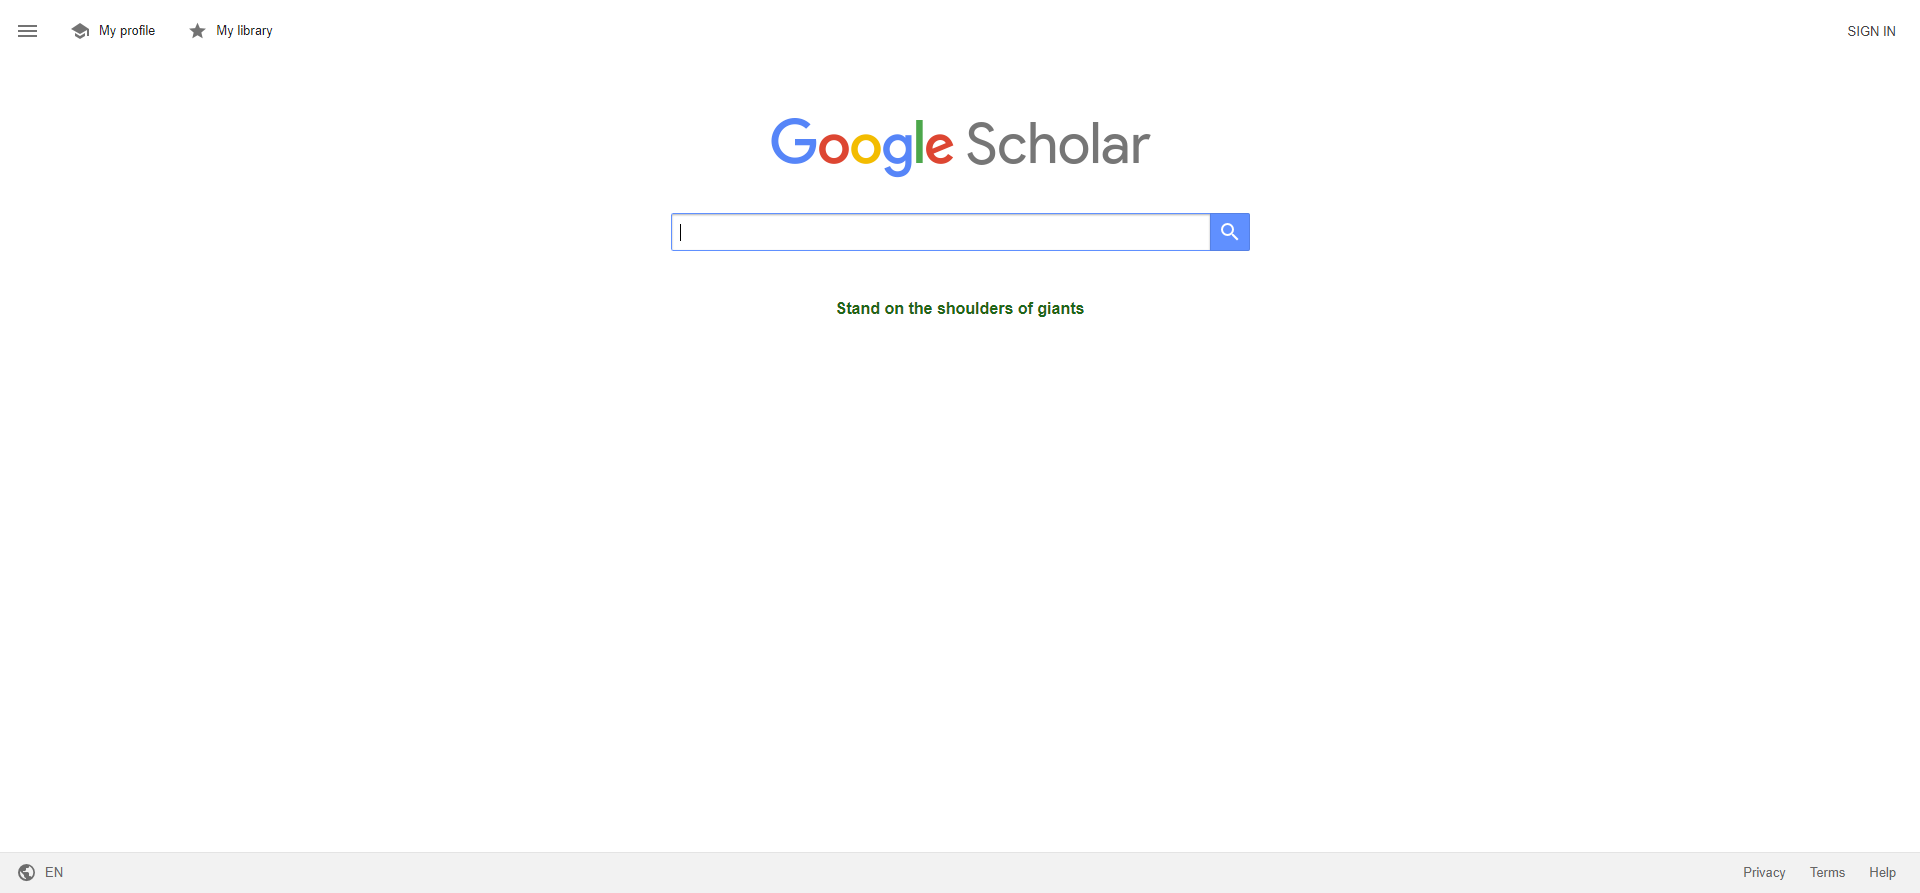 My profile
My library
SIGN IN
Google Scholar
Stand on the shoulders of giants
EN
Privacy
Terms
Help